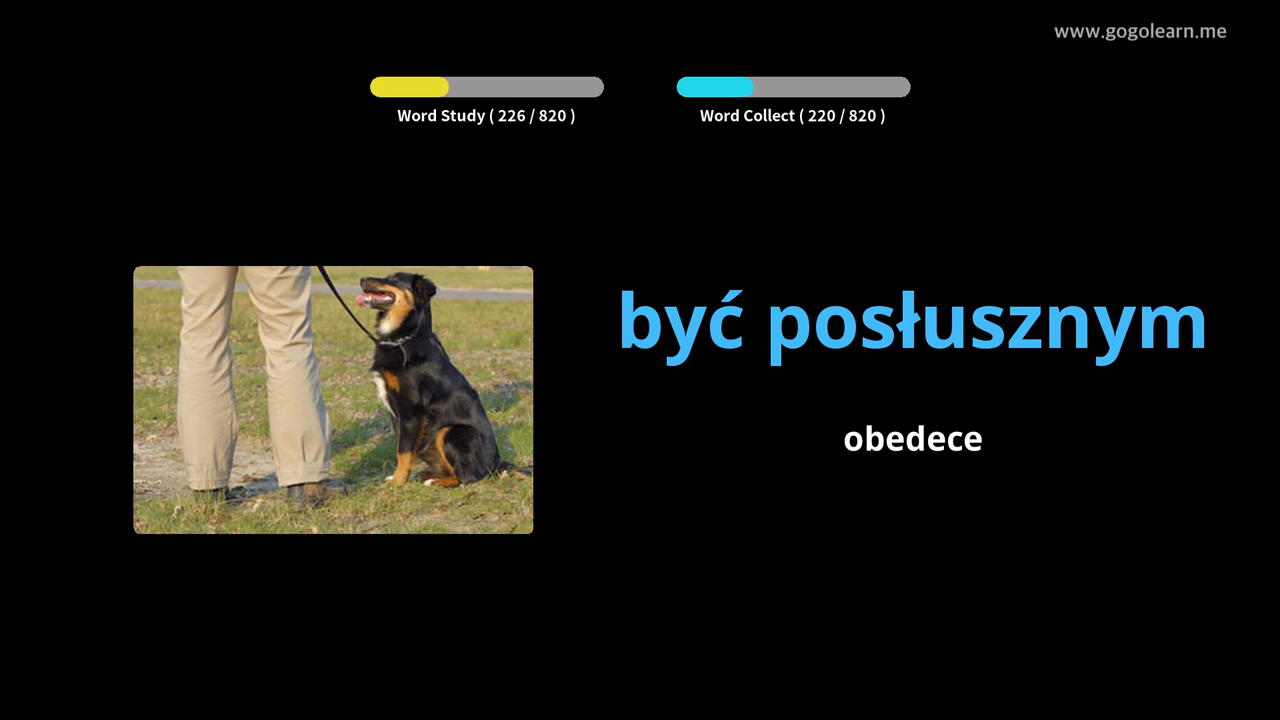 www.gogolearn.me
Word Study ( 226 / 820 )
Word Collect ( 220 / 820 )
być posłusznym
obedece